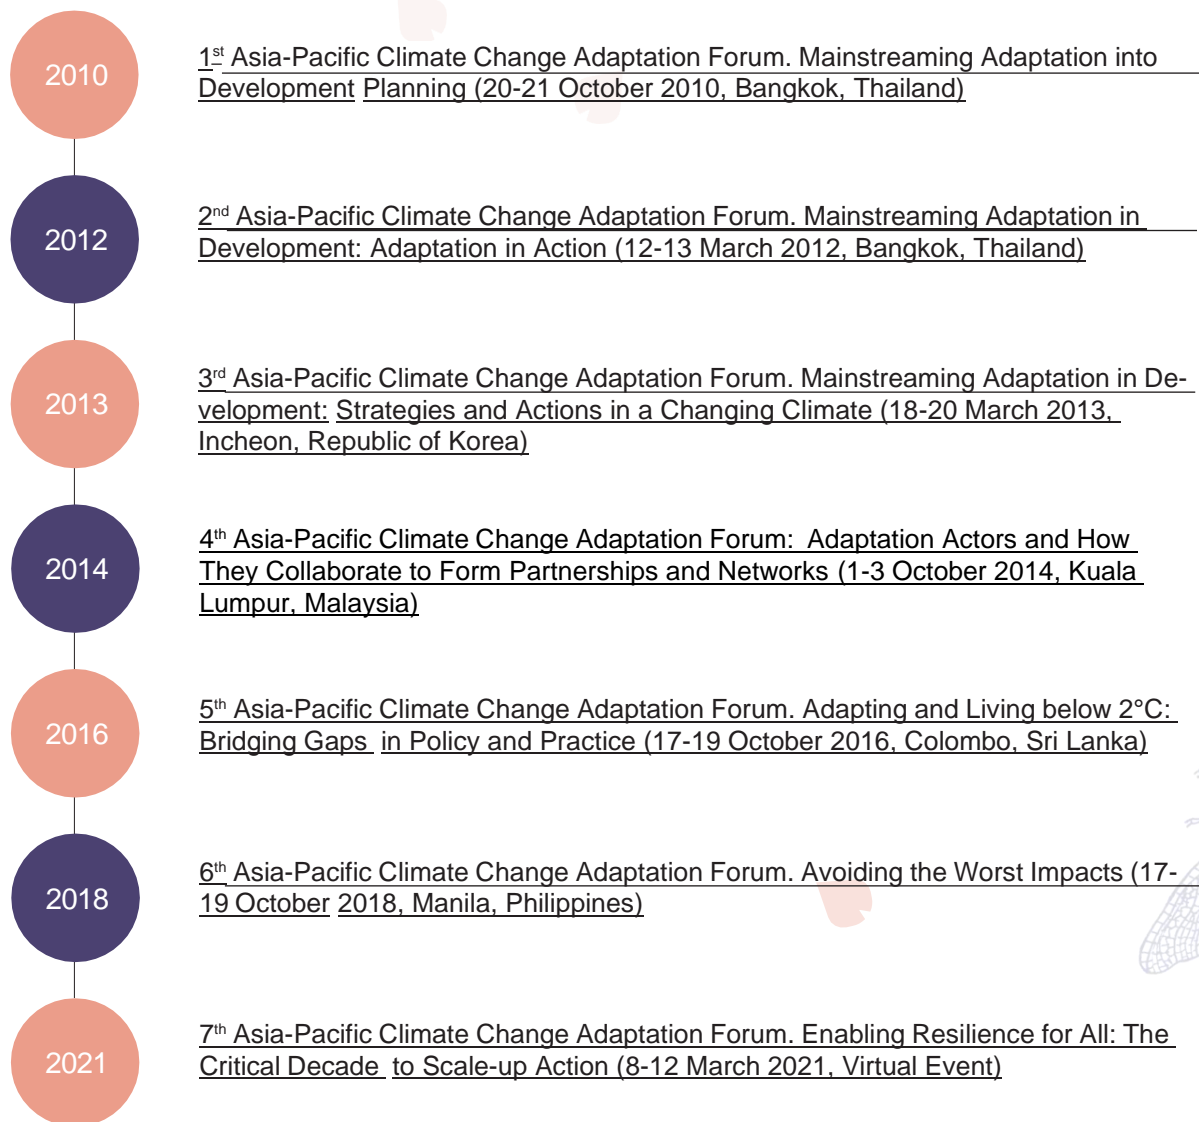 2010
1st Asia-Pacific Climate Change Adaptation Forum. Mainstreaming Adaptation into
Development Planning (20-21 October 2010, Bangkok, Thailand)
2012
2nd Asia-Pacific Climate Change Adaptation Forum. Mainstreaming Adaptation in
Development: Adaptation in Action (12-13 March 2012, Bangkok, Thailand)
2013
3rd Asia-Pacific Climate Change Adaptation Forum. Mainstreaming Adaptation in De-
velopment: Strategies and Actions in a Changing Climate (18-20 March 2013,
Incheon, Republic of Korea)
2014
4th Asia-Pacific Climate Change Adaptation Forum: Adaptation Actors and How
They Collaborate to Form Partnerships and Networks (1-3 October 2014, Kuala
Lumpur, Malaysia)
2016
5th Asia-Pacific Climate Change Adaptation Forum. Adapting and Living below 2°C:
Bridging Gaps in Policy and Practice (17-19 October 2016, Colombo, Sri Lanka)
2018
6th Asia-Pacific Climate Change Adaptation Forum. Avoiding the Worst Impacts (17-
19 October 2018, Manila, Philippines)
2021
7th Asia-Pacific Climate Change Adaptation Forum. Enabling Resilience for All: The
Critical Decade to Scale-up Action (8-12 March 2021, Virtual Event)